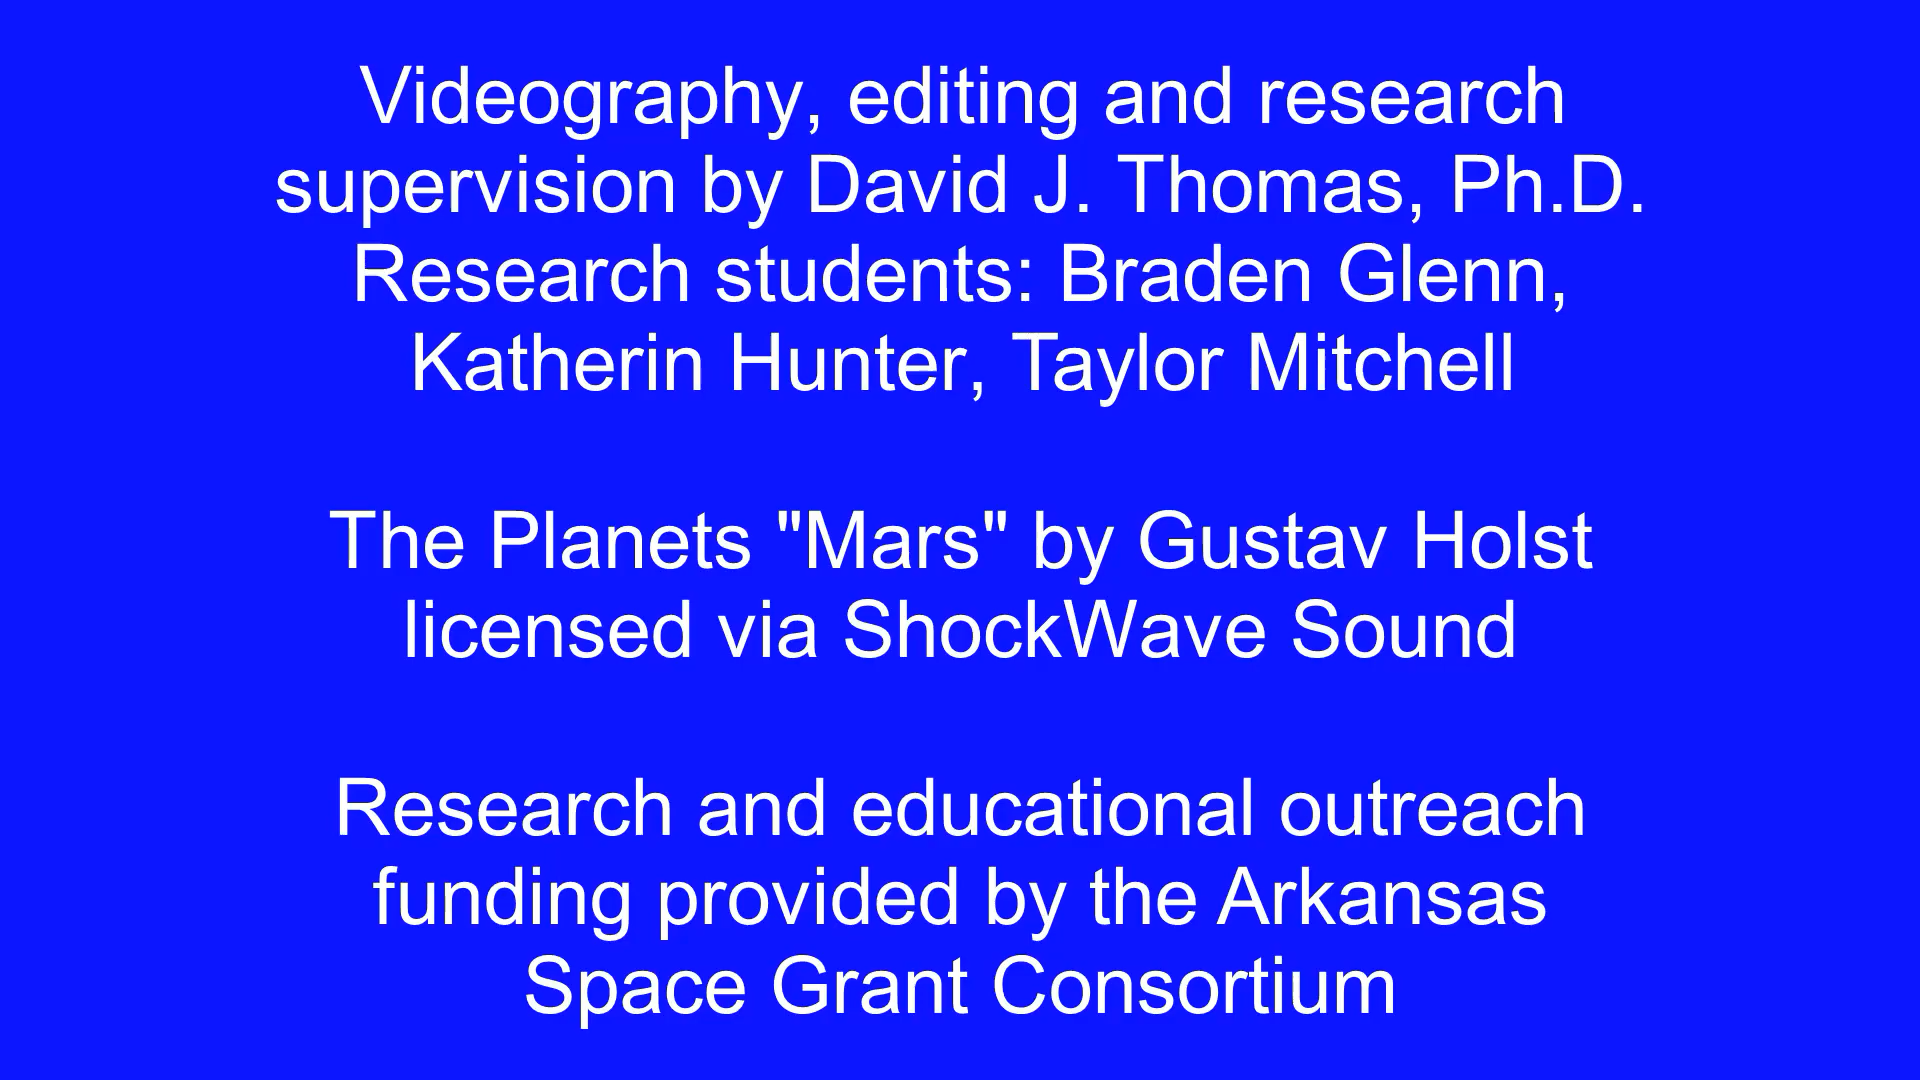 Videography, editing and research
supervision by David J. Thomas, Ph.D.
Research students: Braden Glenn,
Katherin Hunter, Taylor Mitchell
The Planets "Mars" by Gustav Holst
licensed via ShockWave Sound
Research and educational outreach
funding provided by the Arkansas
Space Grant Consortium